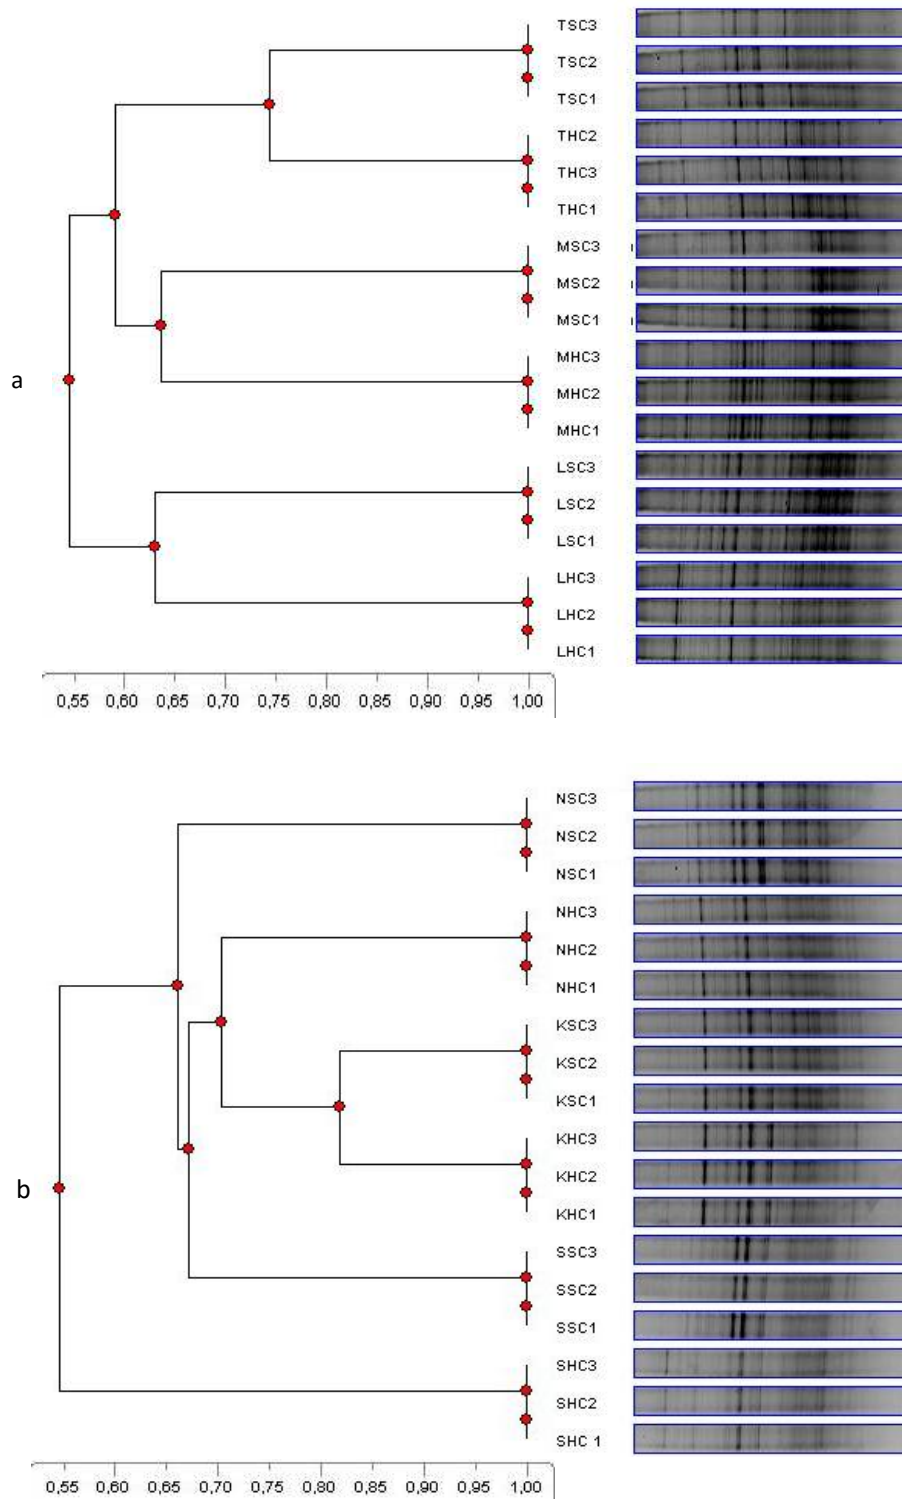 TSC3
TSC2
TSC1
THC2
THC3
THC1
MSC3
MSC2
MSC1
MHC3
a
MHC2
MHC1
LSC3
LSC2
LSC1
LHC3
LHC2
LHC1
0,55 0,60 0,65 0,70 0,75 0,80 0,85 0,90 0,95 1,00
NSC3
NSC2
NSC1
NHC3
NHC2
NHC1
KSC3
KSC2
KSC1
KHC3
KHC2
b
KHC1
SSC3
SSC2
SSC1
SHC3
SHC2
SHC 1
0,55 0,60 0,65 0,70 0,75 0,80 0,85 0,90 0,95 1,00